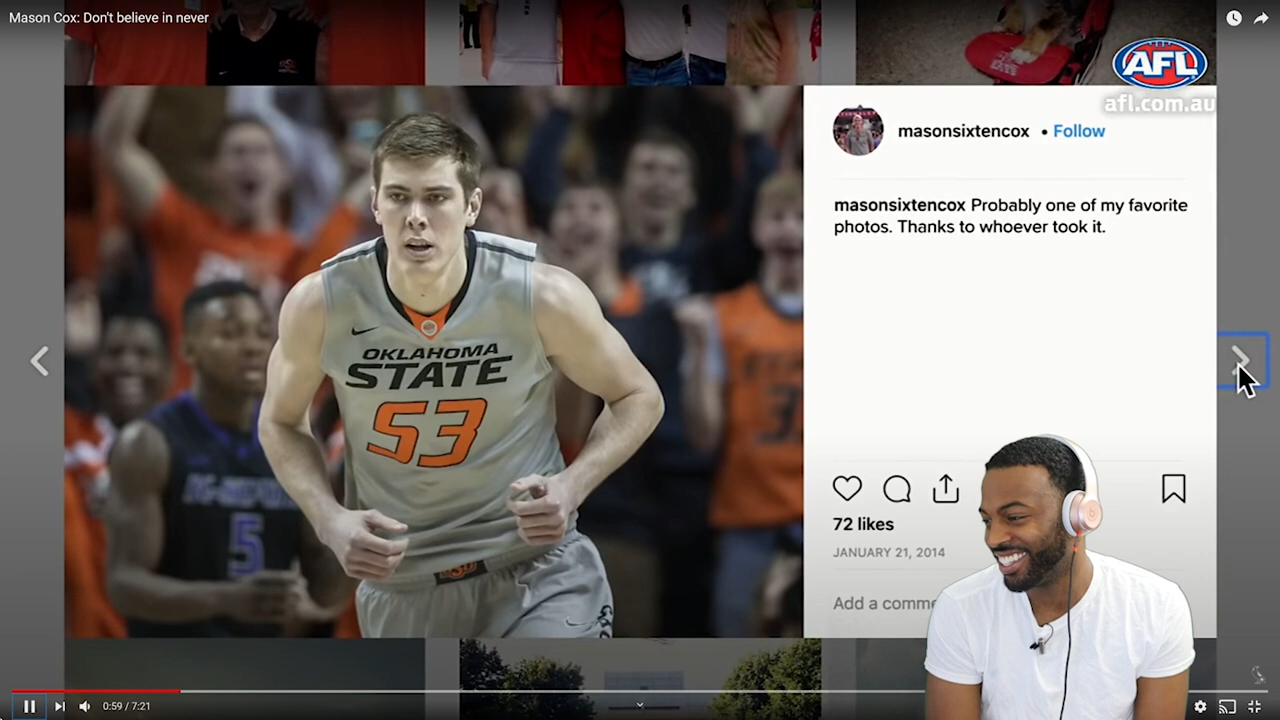 Mason Cox: Don't believe in never
AFL
afl.com.au
masonsixtencox • Follow
masonsixtencox Probably one of my favorite
photos. Thanks to whoever took it.
OKLAHOMA
STATE
53
5
72 likes
JANUARY 21, 2014
Add a comme
0:59 / 7:21